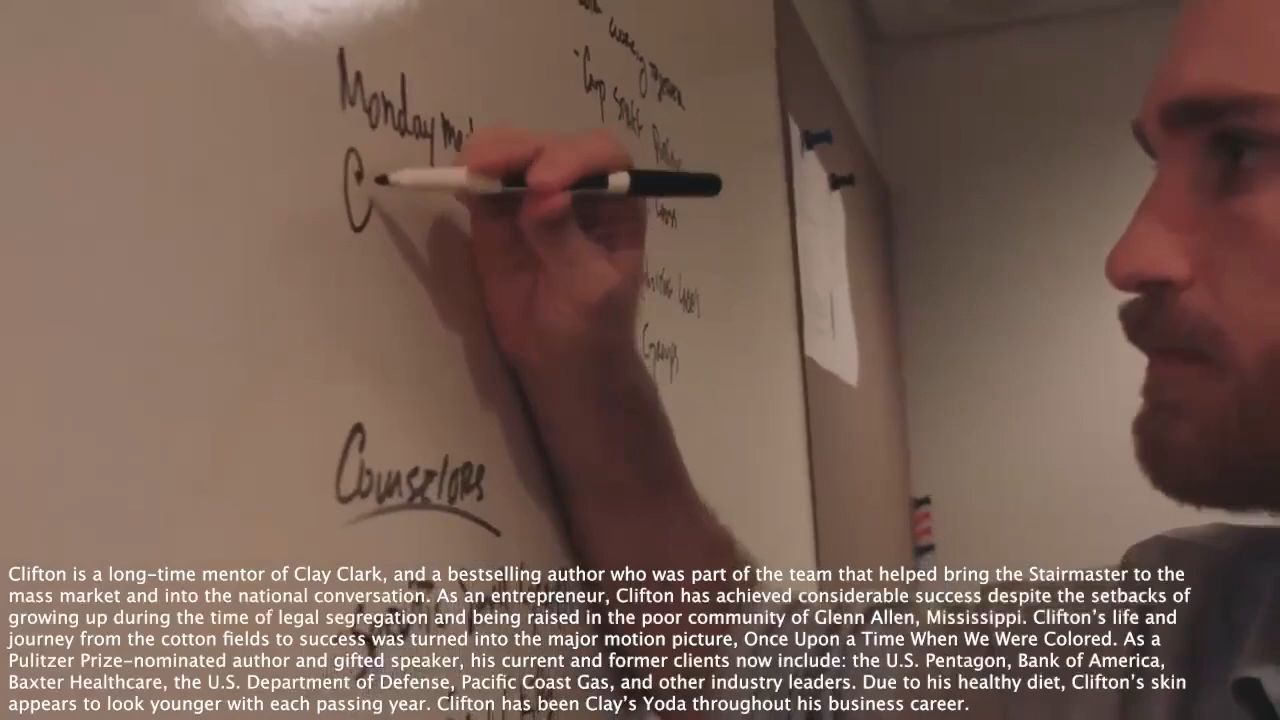 Monday
C
Camp Staff
Counselors
Clifton is a long-time mentor of Clay Clark, and a bestselling author who was part of the team that helped bring the Stairmaster to the
mass market and into the national conversation. As an entrepreneur, Clifton has achieved considerable success despite the setbacks of
growing up during the time of legal segregation and being raised in the poor community of Glenn Allen, Mississippi. Clifton's life and
journey from the cotton fields to success was turned into the major motion picture, Once Upon a Time When We Were Colored. As a
Pulitzer Prize-nominated author and gifted speaker, his current and former clients now include: the U.S. Pentagon, Bank of America,
Baxter Healthcare, the U.S. Department of Defense, Pacific Coast Gas, and other industry leaders. Due to his healthy diet, Clifton's skin
appears to look younger with each passing year. Clifton has been Clay's Yoda throughout his business career.